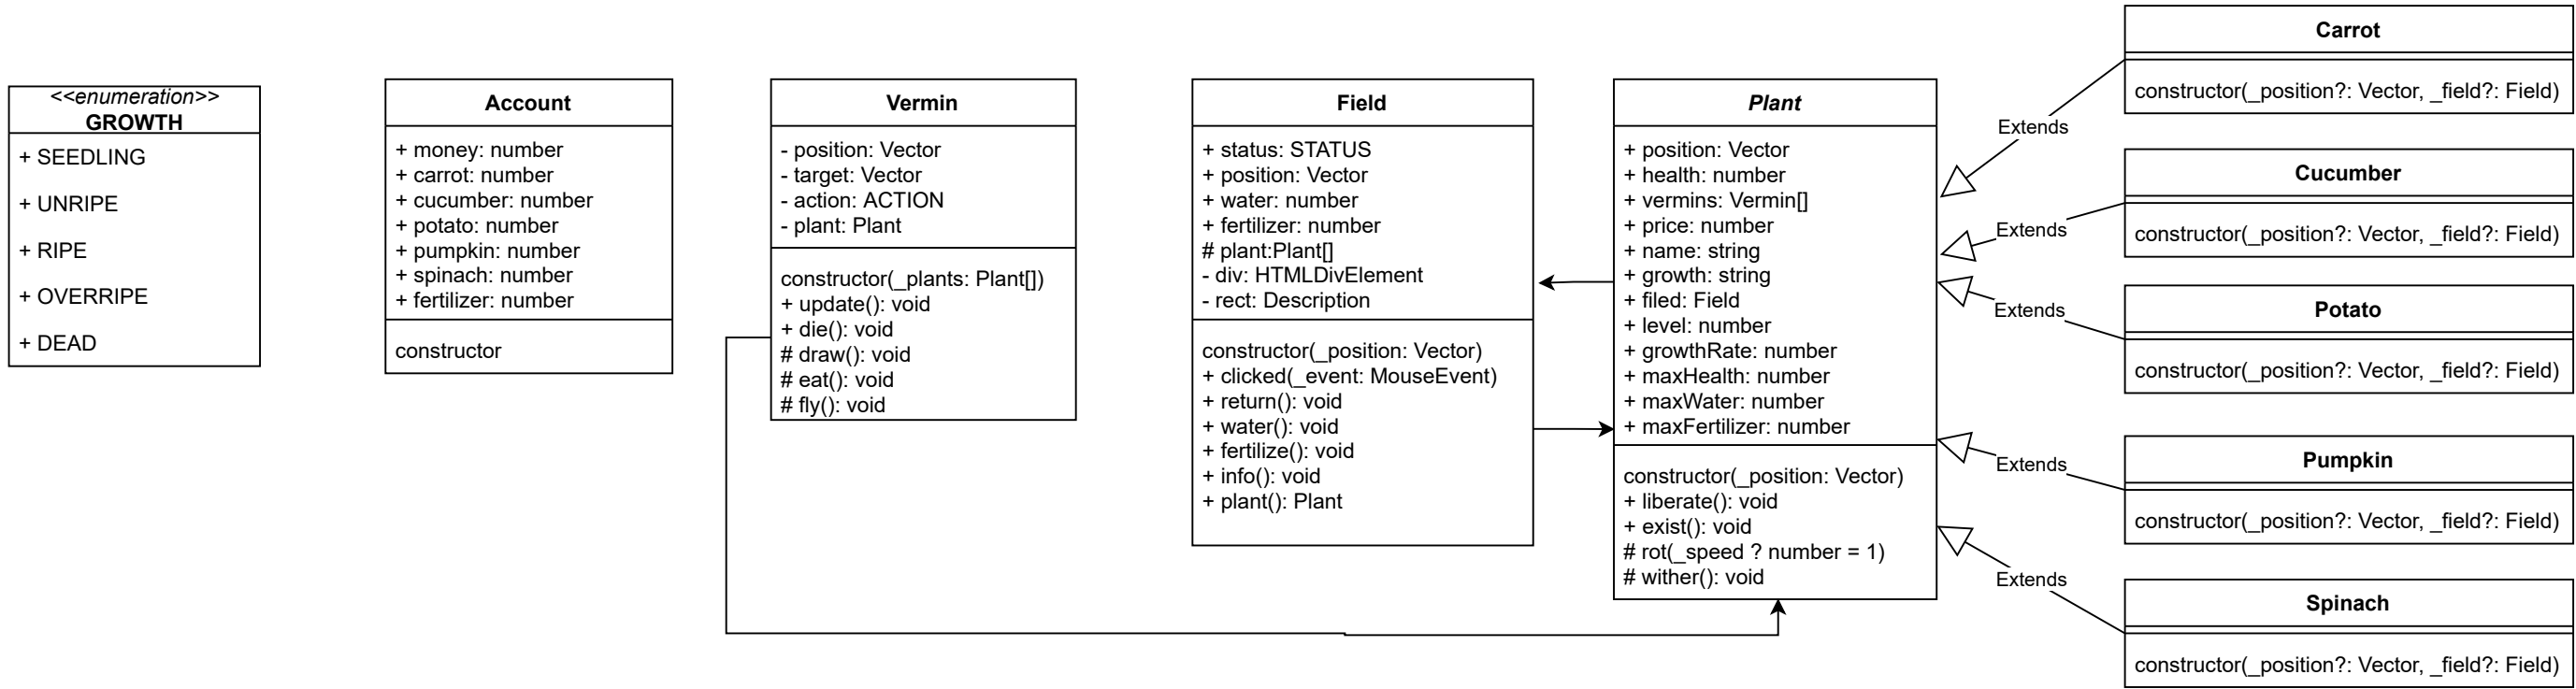 <<enumeration>>
GROWTH
+ SEEDLING
+ UNRIPE
+ RIPE
+ OVERRIPE
+ DEAD
Account
+ money: number
+ carrot: number
+ cucumber: number
+ potato: number
+ pumpkin: number
+ spinach: number
+ fertilizer: number
constructor
Vermin
- position: Vector
- target: Vector
- action: ACTION
- plant: Plant
constructor(_plants: Plant[])
+ update(): void
+ die(): void
# draw(): void
# eat(): void
# fly(): void
Field
+ status: STATUS
+ position: Vector
+ water: number
+ fertilizer: number
# plant:Plant[]
- div: HTMLDivElement
- rect: Description
constructor(_position: Vector)
+ clicked(_event: MouseEvent)
+ return(): void
+ water(): void
+ fertilize(): void
+ info(): void
+ plant(): Plant
Plant
+ position: Vector
+ health: number
+ vermins: Vermin[]
+ price: number
+ name: string
+ growth: string
+ filed: Field
+ level: number
+ growthRate: number
+ maxHealth: number
+ maxWater: number
+ maxFertilizer: number
constructor(_position: Vector)
+ liberate(): void
+ exist(): void
# rot(_speed ? number = 1)
# wither(): void
Extends
Extends
Extends
Extends
Extends
Carrot
constructor(_position?: Vector, _field?: Field)
Cucumber
constructor(_position?: Vector, _field?: Field)
Potato
constructor(_position?: Vector, _field?: Field)
Pumpkin
constructor(_position?: Vector, _field?: Field)
Spinach
constructor(_position?: Vector, _field?: Field)